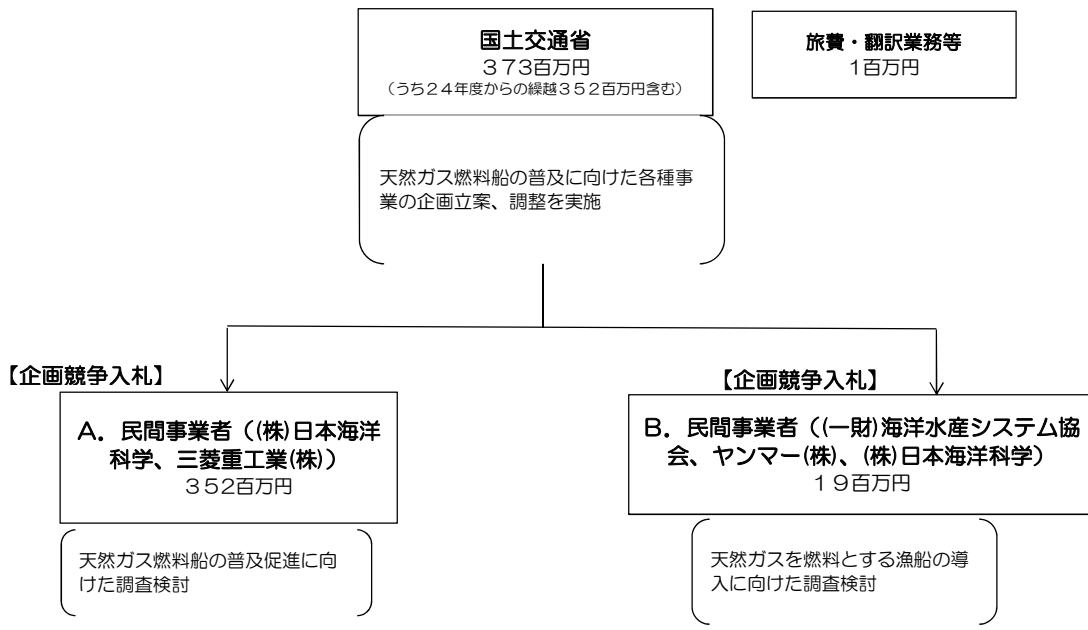 国土交通省
373百万円
(うち24年度からの繰越352百万円含む)
旅費・翻訳業務等
1百万円
天然ガス燃料船の普及に向けた各種事
業の企画立案、調整を実施
【企画競争入札】
A．民間事業者（(株)日本海洋
科学、三菱重工業(株)）
352百万円
天然ガス燃料船の普及促進に向
けた調査検討
【企画競争入札】
B．民間事業者（(一財)海洋水産システム協
会、ヤンマー(株)、(株)日本海洋科学）
19百万円
天然ガスを燃料とする漁船の導
入に向けた調査検討